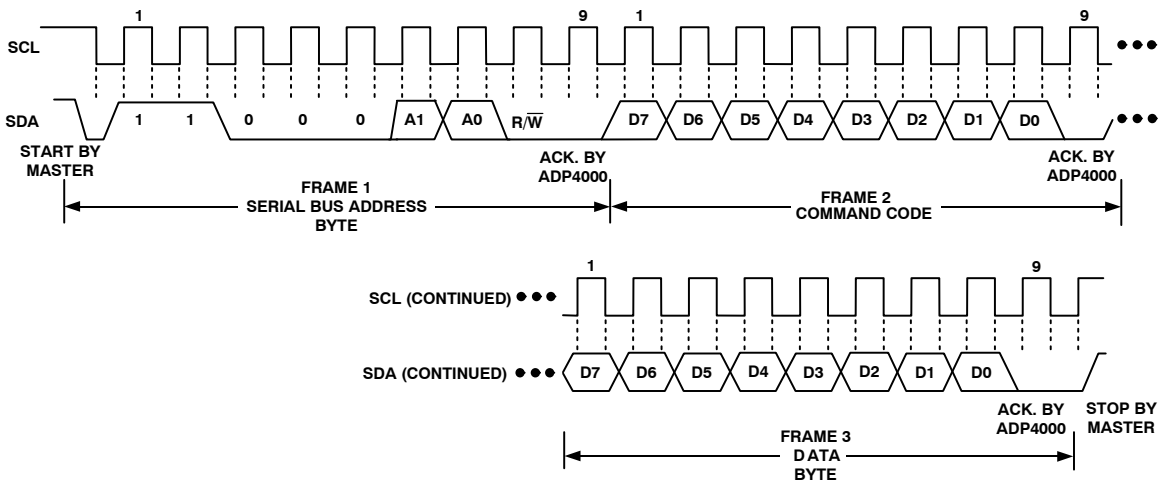 1 9 1 9
SCL
SDA 1 1 0 0 0 A1 A0 R/W̅ D7 D6 D5 D4 D3 D2 D1 D0
START BY
MASTER
ACK. BY
ADP4000
ACK. BY
ADP4000
FRAME 1
SERIAL BUS ADDRESS
BYTE
FRAME 2
COMMAND CODE
1 9
SCL (CONTINUED)
SDA (CONTINUED) D7 D6 D5 D4 D3 D2 D1 D0
ACK. BY
ADP4000
STOP BY
MASTER
FRAME 3
DATA
BYTE